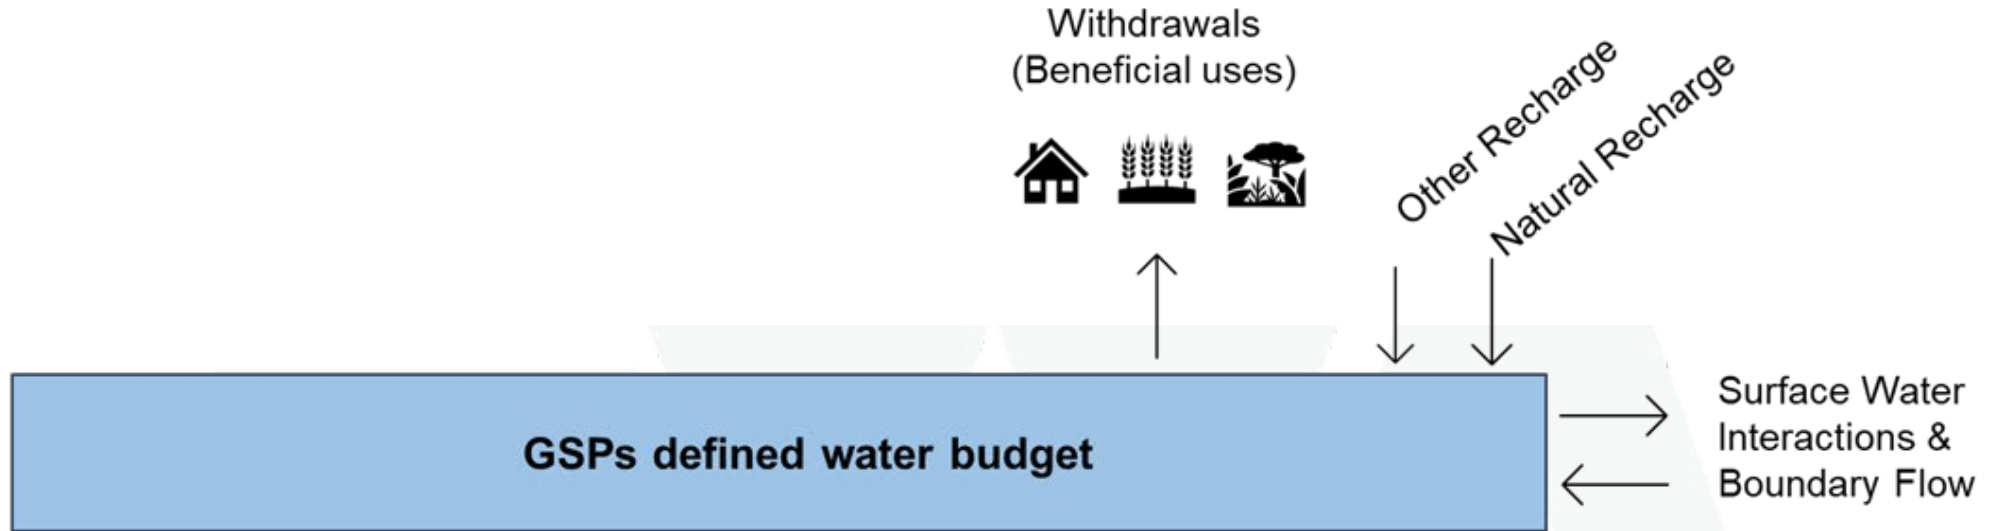 Withdrawals
(Beneficial uses)
Other Recharge
Natural Recharge
GSPs defined water budget
Surface Water
Interactions &
Boundary Flow